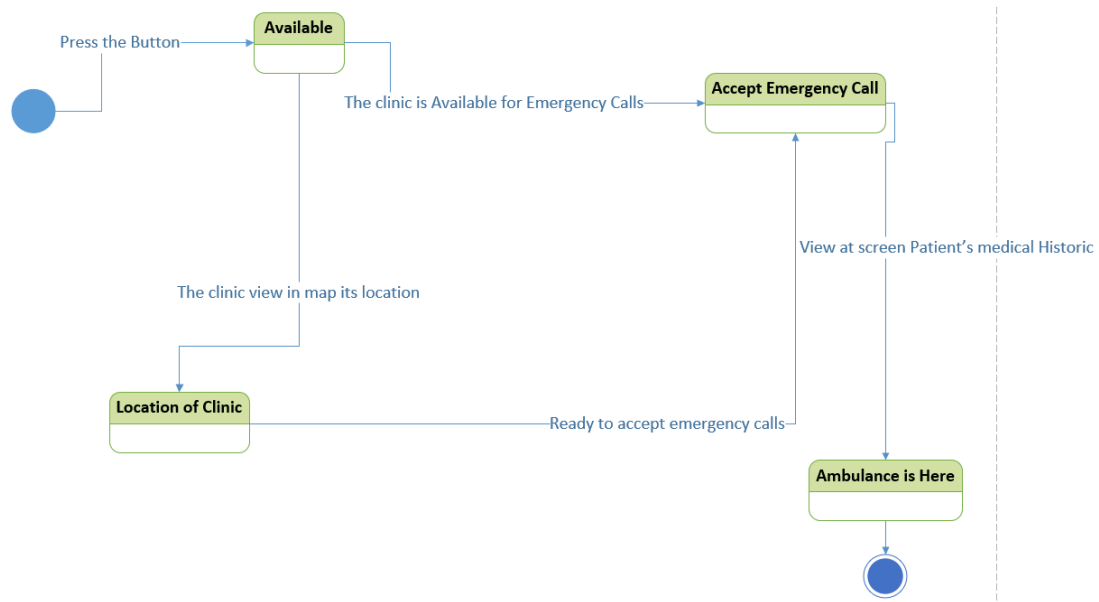 Available
Press the Button
Accept Emergency Call
The clinic is Available for Emergency Calls
View at screen Patient's medical Historic
The clinic view in map its location
Location of Clinic
Ready to accept emergency calls
Ambulance is Here